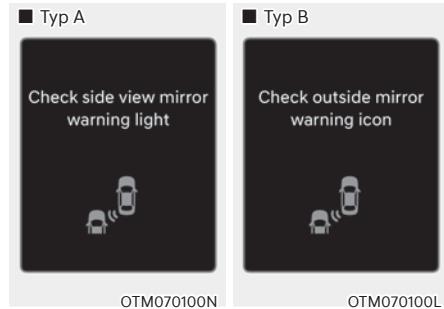 ■ Typ A
Check side view mirror
warning light
OTM070100N
■ Typ B
Check outside mirror
warning icon
OTM070100L